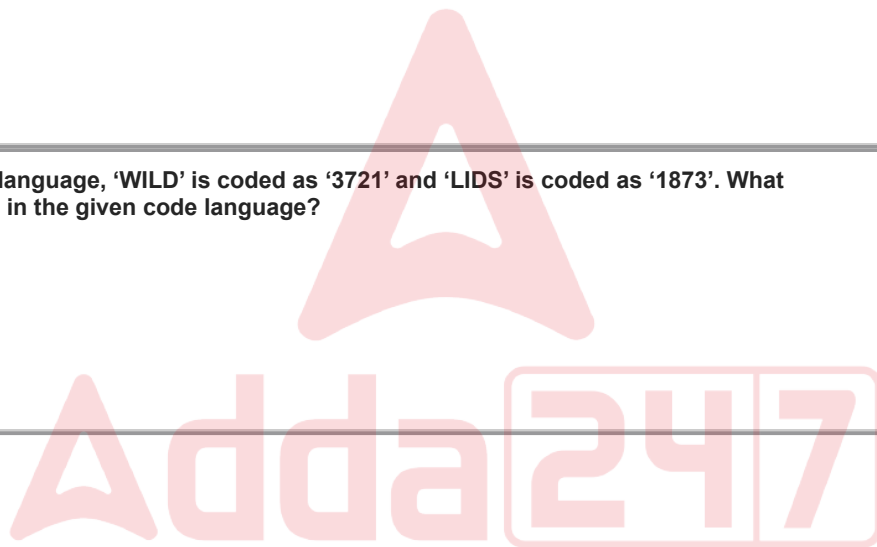 language, ‘WILD’ is coded as ‘3721’ and ‘LIDS’ is coded as ‘1873’. What
in the given code language?
Adda247